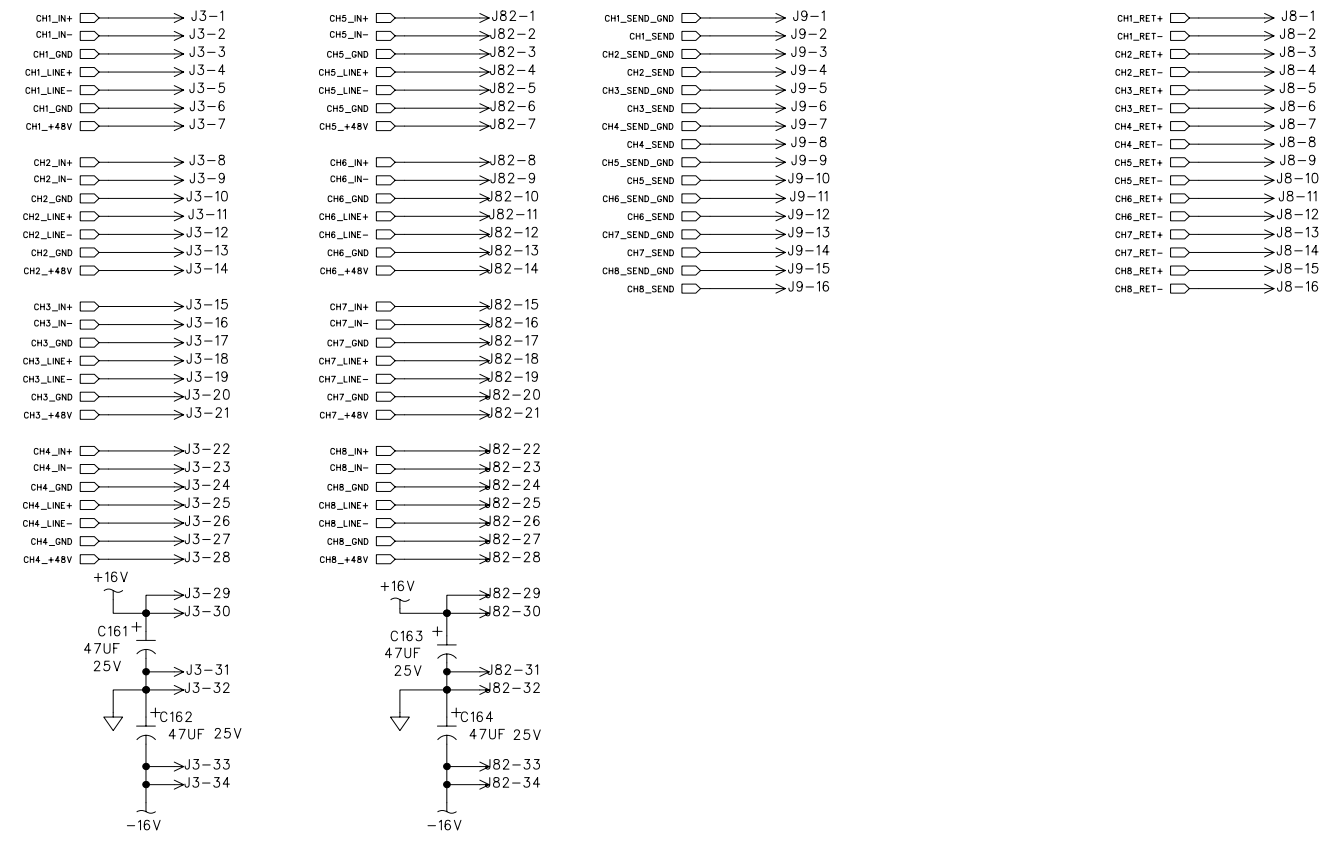 CH1_IN+ J3-1
CH1_IN- J3-2
CH1_GND J3-3
CH1_LINE+ J3-4
CH1_LINE- J3-5
CH1_GND J3-6
CH1_+48V J3-7
CH2_IN+ J3-8
CH2_IN- J3-9
CH2_GND J3-10
CH2_LINE+ J3-11
CH2_LINE- J3-12
CH2_GND J3-13
CH2_+48V J3-14
CH3_IN+ J3-15
CH3_IN- J3-16
CH3_GND J3-17
CH3_LINE+ J3-18
CH3_LINE- J3-19
CH3_GND J3-20
CH3_+48V J3-21
CH4_IN+ J3-22
CH4_IN- J3-23
CH4_GND J3-24
CH4_LINE+ J3-25
CH4_LINE- J3-26
CH4_GND J3-27
CH4_+48V J3-28
+16V
J3-29
J3-30
C161 +
47UF
25V
J3-31
J3-32
+C162
47UF 25V
J3-33
J3-34
-16V
CH5_IN+ J82-1
CH5_IN- J82-2
CH5_GND J82-3
CH5_LINE+ J82-4
CH5_LINE- J82-5
CH5_GND J82-6
CH5_+48V J82-7
CH6_IN+ J82-8
CH6_IN- J82-9
CH6_GND J82-10
CH6_LINE+ J82-11
CH6_LINE- J82-12
CH6_GND J82-13
CH6_+48V J82-14
CH7_IN+ J82-15
CH7_IN- J82-16
CH7_GND J82-17
CH7_LINE+ J82-18
CH7_LINE- J82-19
CH7_GND J82-20
CH7_+48V J82-21
CH8_IN+ J82-22
CH8_IN- J82-23
CH8_GND J82-24
CH8_LINE+ J82-25
CH8_LINE- J82-26
CH8_GND J82-27
CH8_+48V J82-28
+16V
J82-29
J82-30
C163 +
47UF
25V
J82-31
J82-32
+C164
47UF 25V
J82-33
J82-34
-16V
CH1_SEND_GND J9-1
CH1_SEND J9-2
CH2_SEND_GND J9-3
CH2_SEND J9-4
CH3_SEND_GND J9-5
CH3_SEND J9-6
CH4_SEND_GND J9-7
CH4_SEND J9-8
CH5_SEND_GND J9-9
CH5_SEND J9-10
CH6_SEND_GND J9-11
CH6_SEND J9-12
CH7_SEND_GND J9-13
CH7_SEND J9-14
CH8_SEND_GND J9-15
CH8_SEND J9-16
CH1_RET+ J8-1
CH1_RET- J8-2
CH2_RET+ J8-3
CH2_RET- J8-4
CH3_RET+ J8-5
CH3_RET- J8-6
CH4_RET+ J8-7
CH4_RET- J8-8
CH5_RET+ J8-9
CH5_RET- J8-10
CH6_RET+ J8-11
CH6_RET- J8-12
CH7_RET+ J8-13
CH7_RET- J8-14
CH8_RET+ J8-15
CH8_RET- J8-16